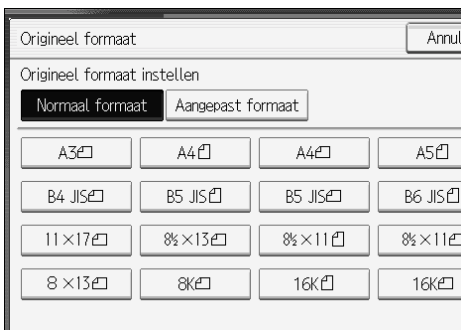 Origineel formaat Annul
Origineel formaat instellen
Normaal formaat Aangepast formaat
A3 A4 A4 A5
B4 JIS B5 JIS B5 JIS B6 JIS
11×17 8½×13 8½×11 8½×11
8×13 8K 16K 16K